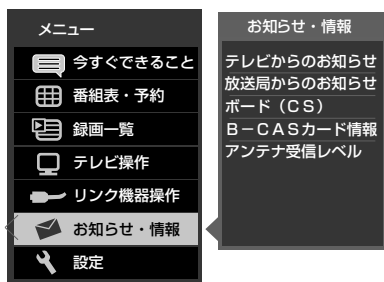 メニュー
今すぐできること
番組表・予約
録画一覧
テレビ操作
リンク機器操作
お知らせ・情報
設定
お知らせ・情報
テレビからのお知らせ
放送局からのお知らせ
ボード（ＣＳ）
Ｂ－ＣＡＳカード情報
アンテナ受信レベル